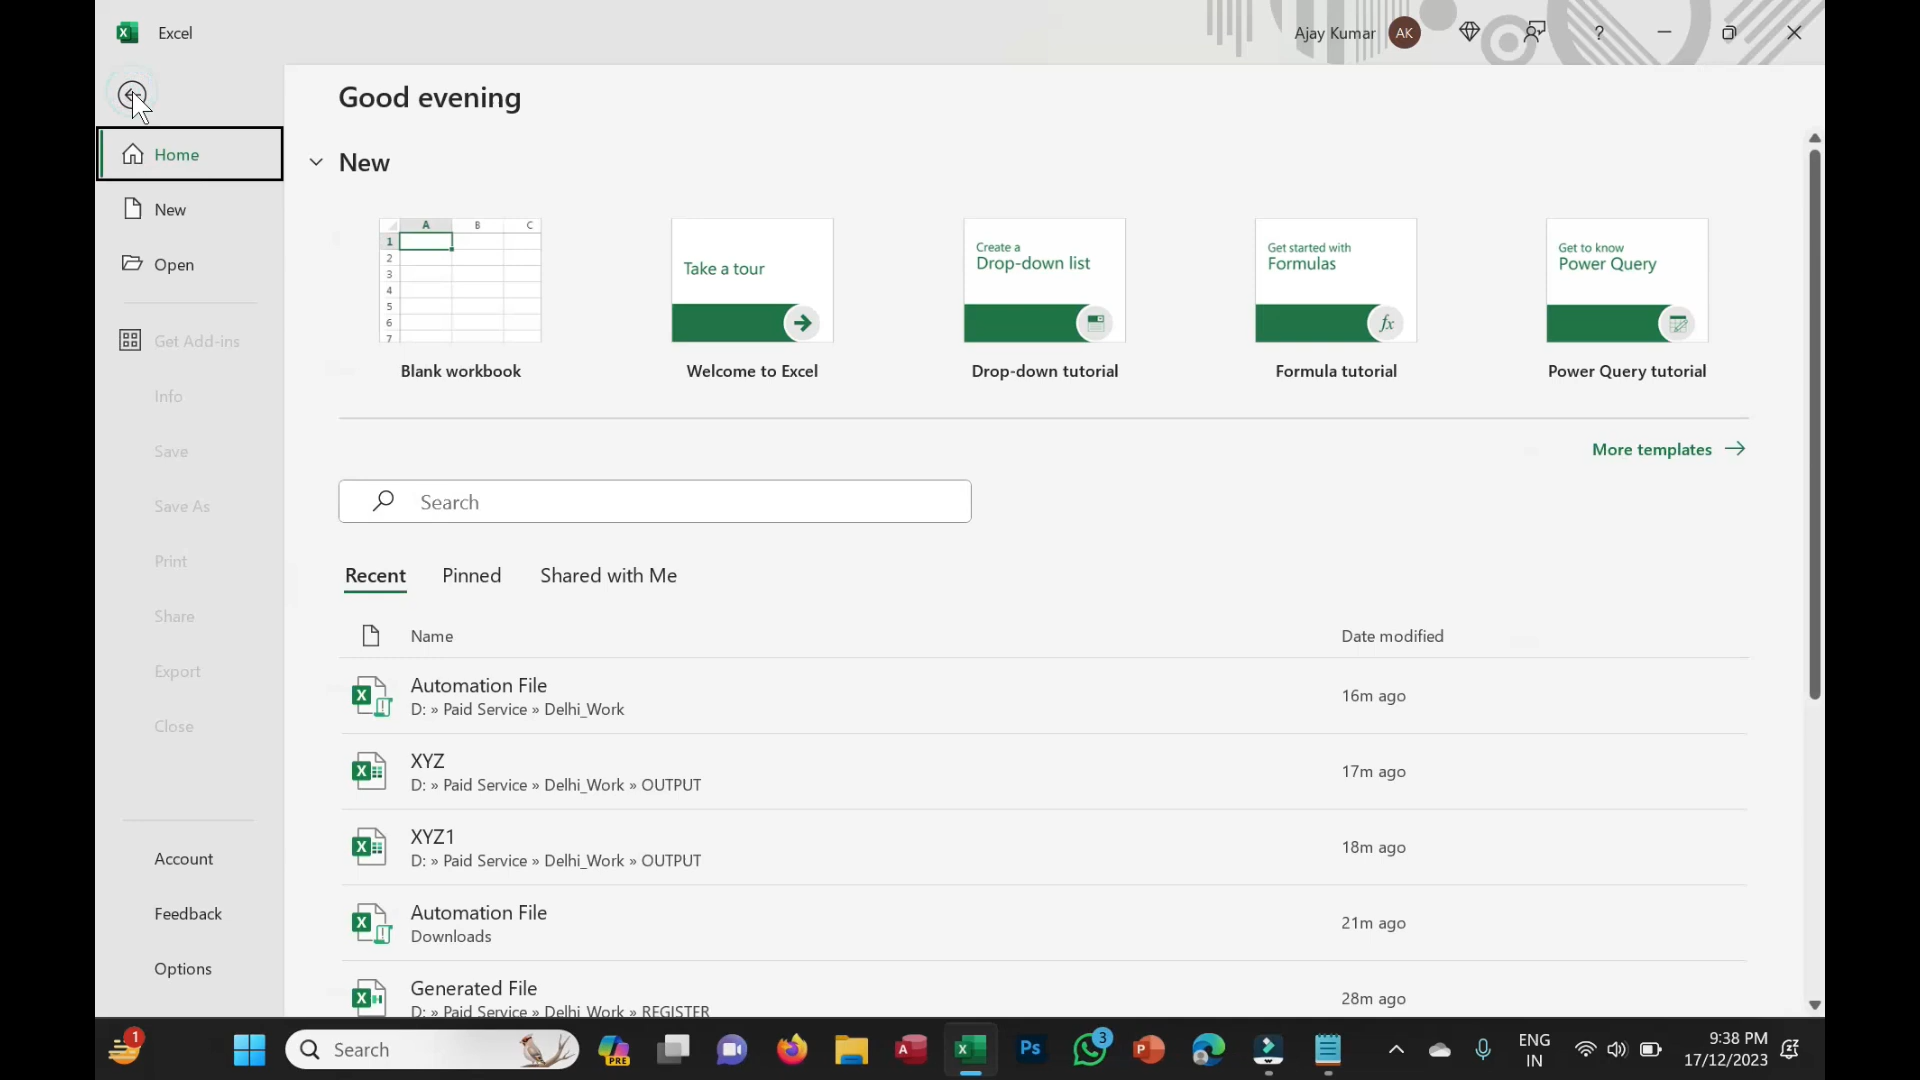 Excel
Ajay Kumar AK ?
Home
New
Open
Get Add-ins
Info
Save
Save As
Print
Share
Export
Close
Account
Feedback
Options
Good evening
New
A B C
1
2
3
4
5
6
7
Blank workbook
Take a tour
Welcome to Excel
Create a
Drop-down list
Drop-down tutorial
Get started with
Formulas
fx
Formula tutorial
Get to know
Power Query
Power Query tutorial
More templates
Search
Recent Pinned Shared with Me
Name Date modified
Automation File
D: » Paid Service » Delhi_Work
16m ago
XYZ
D: » Paid Service » Delhi_Work » OUTPUT
17m ago
XYZ1
D: » Paid Service » Delhi_Work » OUTPUT
18m ago
Automation File
Downloads
21m ago
Generated File
D: » Paid Service » Delhi_Work » REGISTER
28m ago
1
Search
PRE
A
X
Ps
3
P
ENG
IN
9:38 PM
17/12/2023